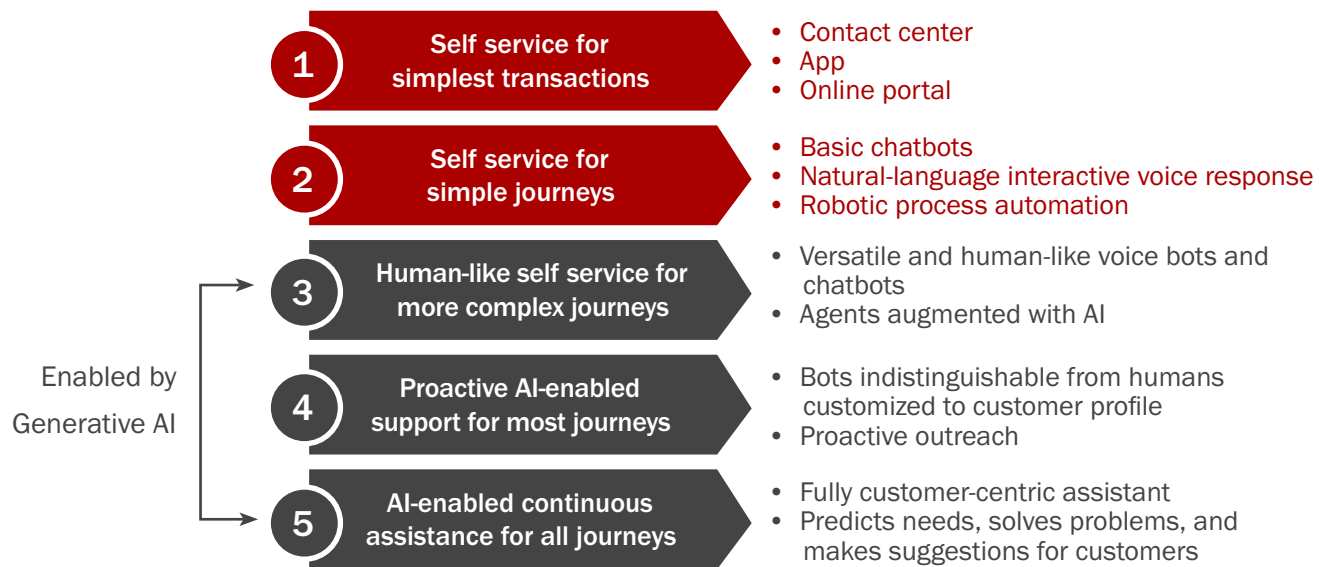 1
Self service for
simplest transactions
• Contact center
• App
• Online portal
2
Self service for
simple journeys
• Basic chatbots
• Natural-language interactive voice response
• Robotic process automation
Enabled by
Generative AI
3
Human-like self service for
more complex journeys
• Versatile and human-like voice bots and
chatbots
• Agents augmented with AI
4
Proactive AI-enabled
support for most journeys
• Bots indistinguishable from humans
customized to customer profile
• Proactive outreach
5
AI-enabled continuous
assistance for all journeys
• Fully customer-centric assistant
• Predicts needs, solves problems, and
makes suggestions for customers